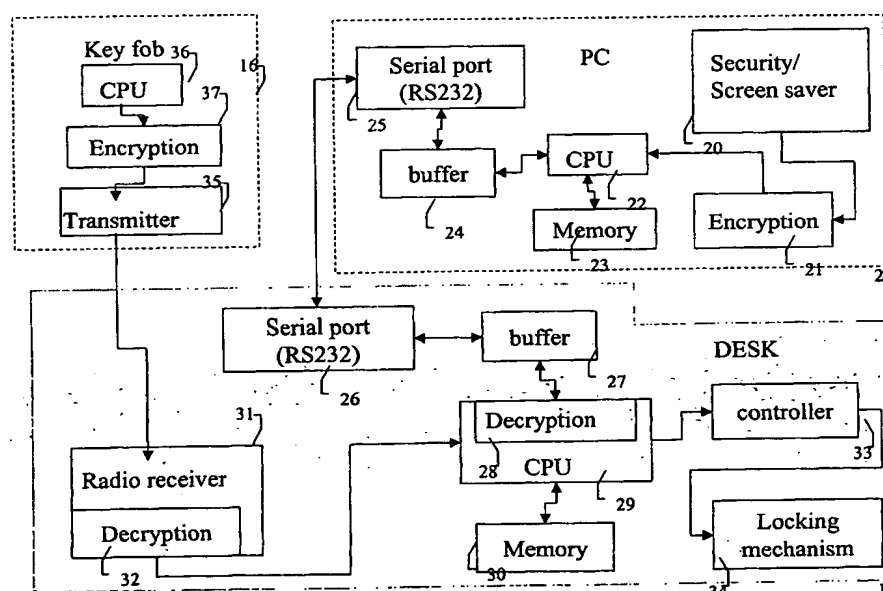 Key fob
36
CPU
37
Encryption
35
Transmitter
16
Serial port
(RS232)
25
PC
Security/
Screen saver
20
buffer
24
CPU
22
Memory
23
Encryption
21
2
Serial port
(RS232)
26
buffer
27
DESK
Decryption
28
CPU
29
controller
33
31
Radio receiver
Decryption
32
Memory
30
Locking
mechanism
34